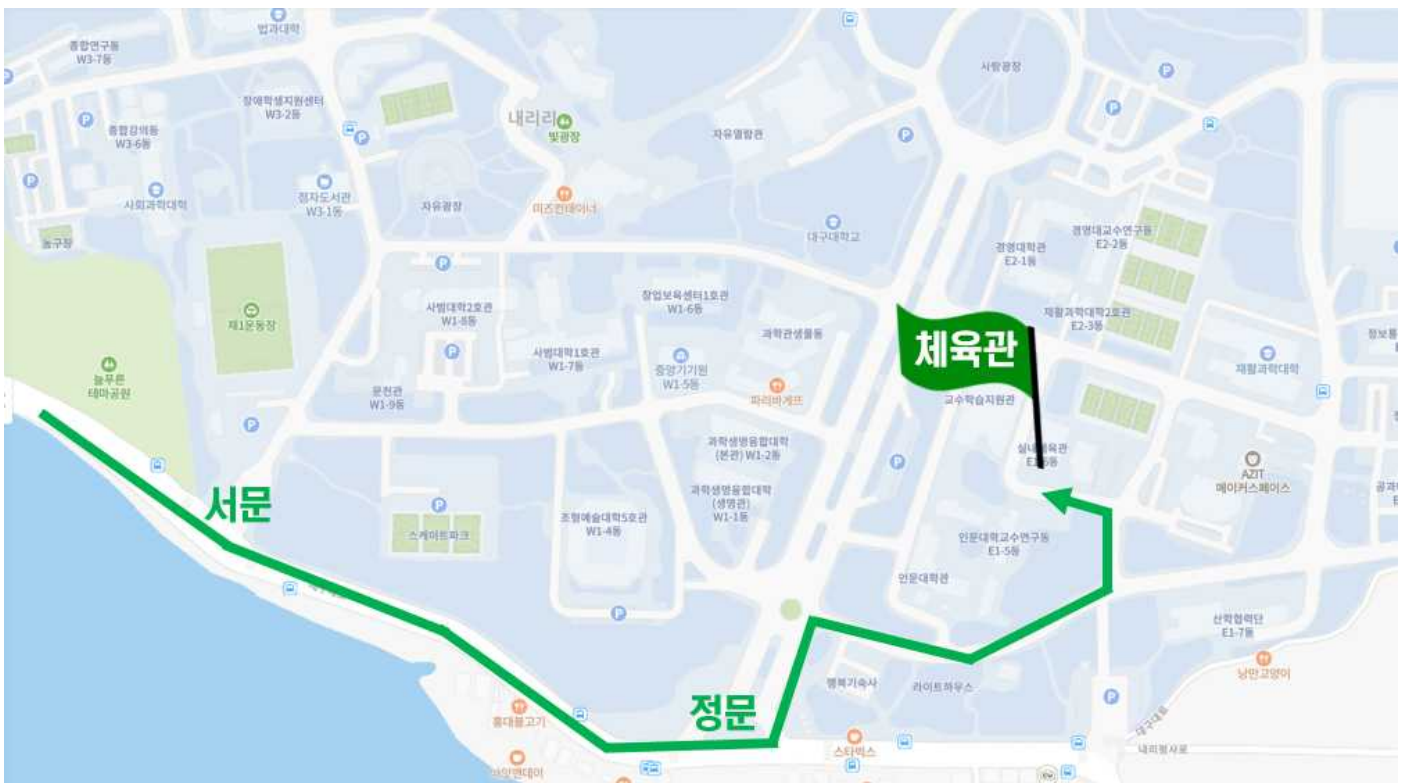 법과대학
종합연구동
W3-7동
사랑광장
장애학생지원센터
W3-2동
내리리
빛광장
종합강의동
W3-6동
자유열람관
사회과학대학
점자도서관
W3-1동
자유광장
미즈컨테이너
대구대학교
경영대교수연구동
E2-2동
경영대학관
E2-1동
농구장
창업보육센터1호관
W1-6동
사범대학2호관
W1-8동
재활과학대학2호관
E2-3동
제1운동장
과학관생물동
체육관
정보통
사범대학1호관
W1-7동
중앙기기원
W1-5동
재활과학대학
늘푸른
테마공원
문천관
W1-9동
파리바게뜨
교수학습지원관
과학생명융합대학
(본관) W1-2동
AZIT
메이커스페이스
서문
과학생명융합대학
(생명관)
W1-1동
공과대
스케이트파크
조형예술대학5호관
W1-4동
인문대학교수연구동
E1-5동
인문대학관
산학협력단
E1-7동
낭만고양이
행복기숙사
라이트하우스
정문
홍대불고기
스타벅스
대구대로
내리행사로